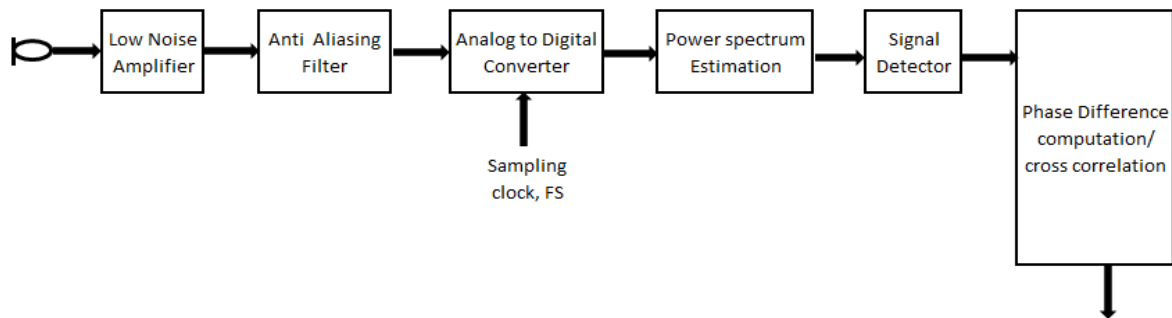 Low Noise
Amplifier
Anti Aliasing
Filter
Analog to Digital
Converter
Power spectrum
Estimation
Signal
Detector
Phase Difference
computation/
cross correlation
Sampling
clock, FS